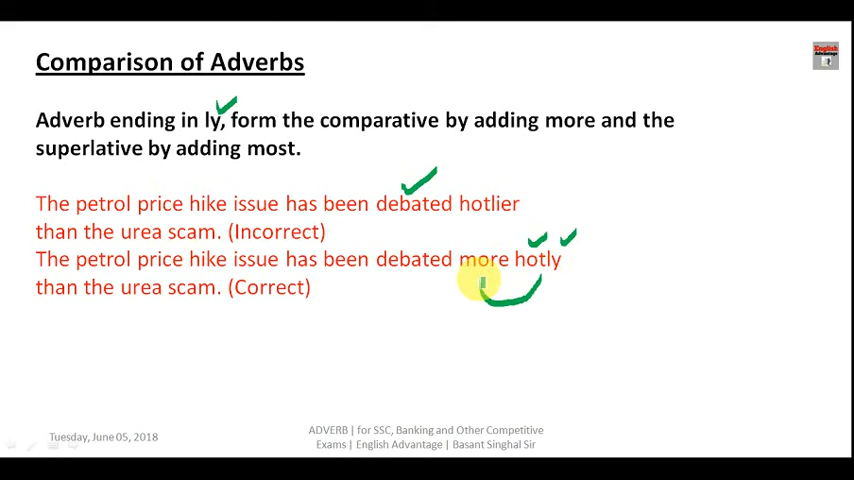 Comparison of Adverbs
English
Advantage
Adverb ending in ly, form the comparative by adding more and the
superlative by adding most.
The petrol price hike issue has been debated hotlier
than the urea scam. (Incorrect)
The petrol price hike issue has been debated more hotly
than the urea scam. (Correct)
Tuesday, June 05, 2018
ADVERB | for SSC, Banking and Other Competitive
Exams | English Advantage | Basant Singhal Sir